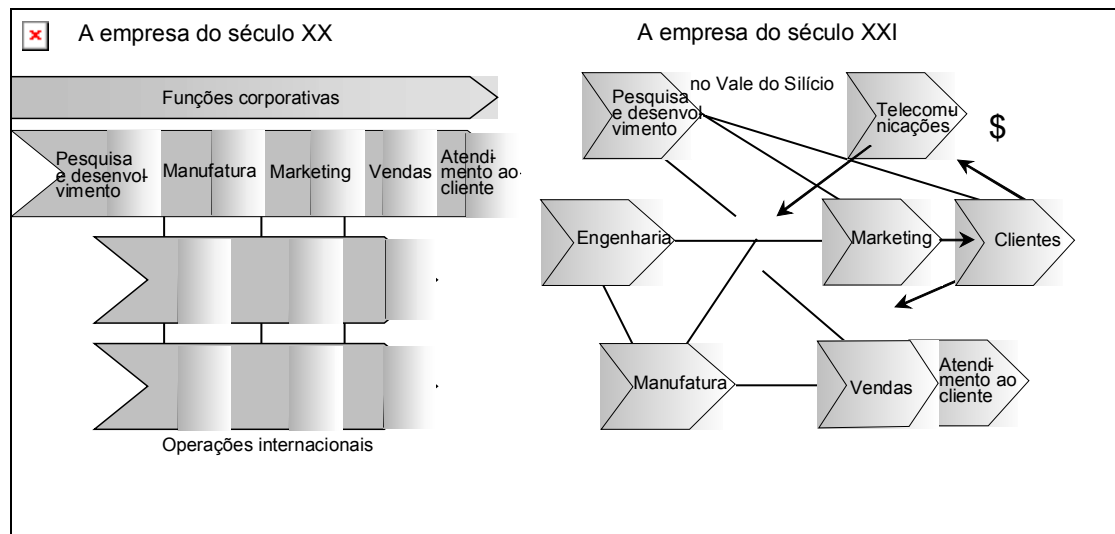 A empresa do século XX
Funções corporativas
Pesquisa
e desenvol-
vimento
Manufatura
Marketing
Vendas
Atendi-
mento ao
cliente
Operações internacionais
A empresa do século XXI
Pesquisa
e desenvol-
vimento
no Vale do Silício
Telecomu-
nicações
$
Engenharia
Marketing
Clientes
Manufatura
Vendas
Atendi-
mento ao
cliente